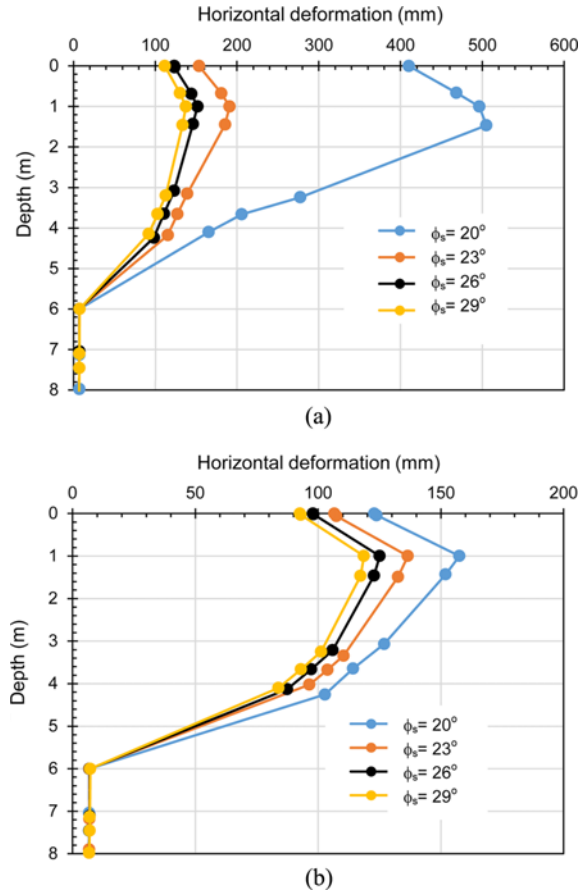 Horizontal deformation (mm)
0 100 200 300 400 500 600
0
1
2
3
4
5
6
7
8
Depth (m)
ϕs= 20°
ϕs= 23°
ϕs= 26°
ϕs= 29°
(a)
Horizontal deformation (mm)
0 50 100 150 200
0
1
2
3
4
5
6
7
8
Depth (m)
ϕs= 20°
ϕs= 23°
ϕs= 26°
ϕs= 29°
(b)